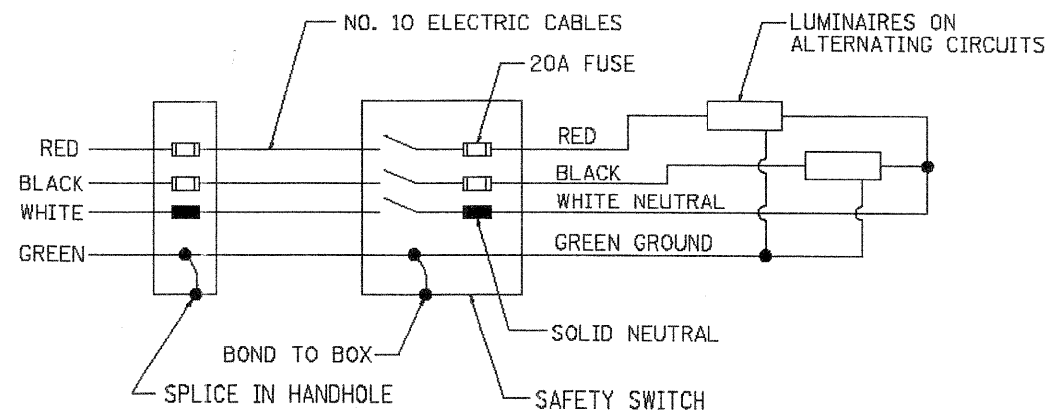 NO. 10 ELECTRIC CABLES
LUMINAIRES ON
ALTERNATING CIRCUITS
20A FUSE
RED
RED
BLACK
BLACK
WHITE
WHITE NEUTRAL
GREEN
GREEN GROUND
SOLID NEUTRAL
BOND TO BOX
SPLICE IN HANDHOLE
SAFETY SWITCH